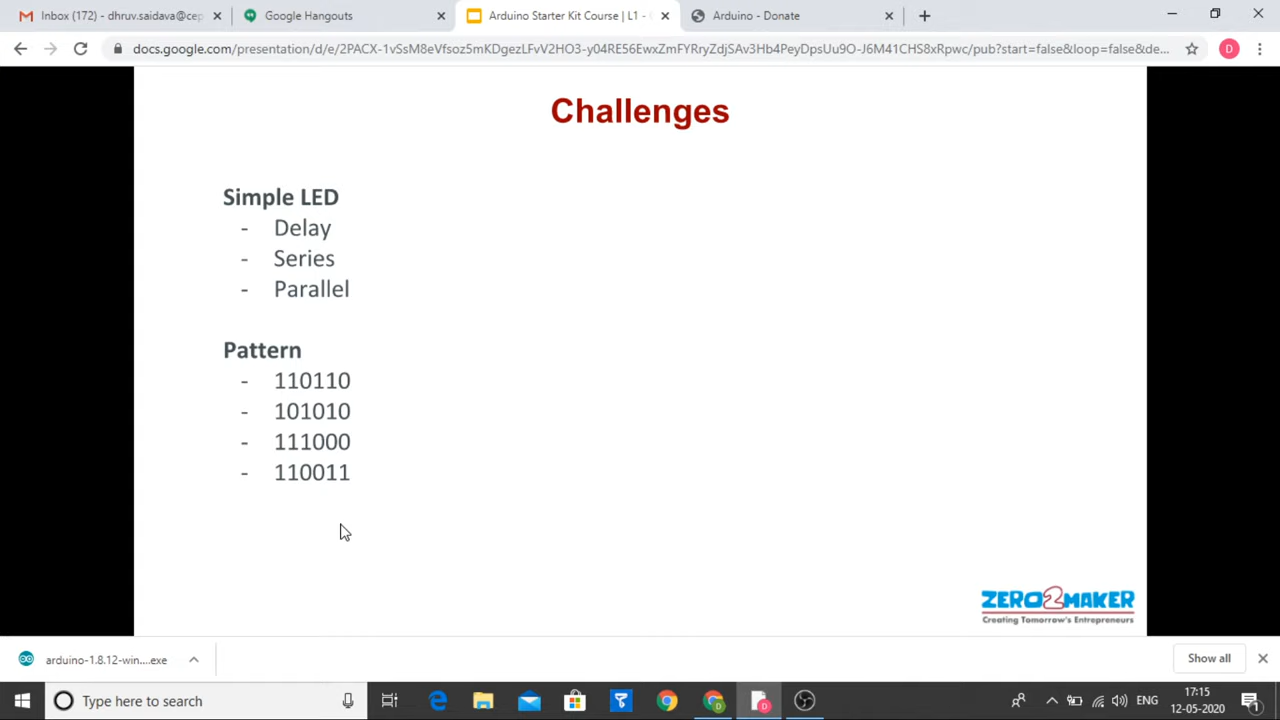 Inbox (172) - dhruv.saidava@cep
Google Hangouts
Arduino Starter Kit Course | L1 -
Arduino - Donate
docs.google.com/presentation/d/e/2PACX-1vSsM8eVfsoz5mKDgezLFvV2HO3-y04RE56EwxZmFYRryZdjSAv3Hb4PeyDpsUu9O-J6M41CHS8xRpwc/pub?start=false&loop=false&de...
D
Challenges
Simple LED
- Delay
- Series
- Parallel
Pattern
- 110110
- 101010
- 111000
- 110011
ZERO2MAKER
Creating Tomorrow's Entrepreneurs
arduino-1.8.12-win....exe
Show all
Type here to search
ENG
17:15
12-05-2020